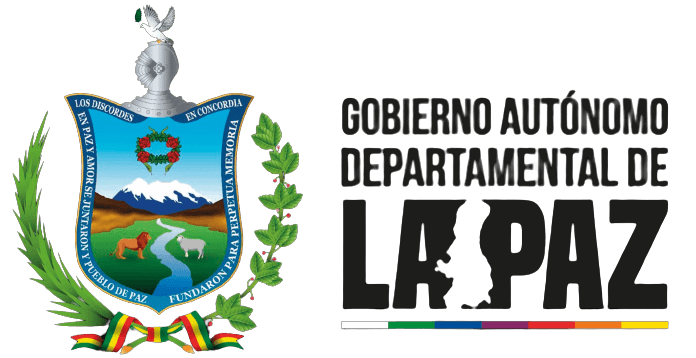 LOS DISCORDES
EN CONCORDIA
EN PAZ Y AMOR SE JUNTARON Y PUEBLO DE PAZ
FUNDARON PARA PERPETUA MEMORIA
GOBIERNO AUTÓNOMO
DEPARTAMENTAL DE
LA PAZ